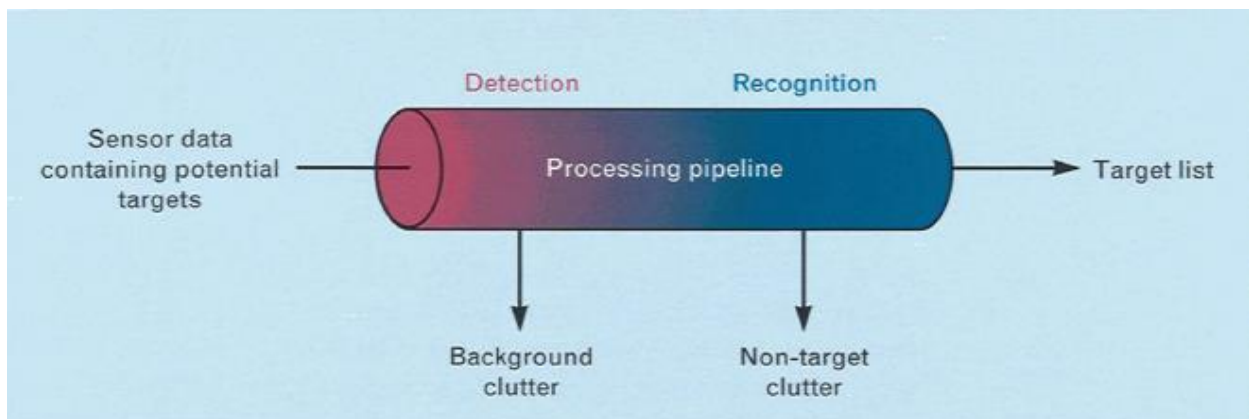 Detection
Recognition
Sensor data
containing potential
targets
Processing pipeline
Target list
Background
clutter
Non-target
clutter